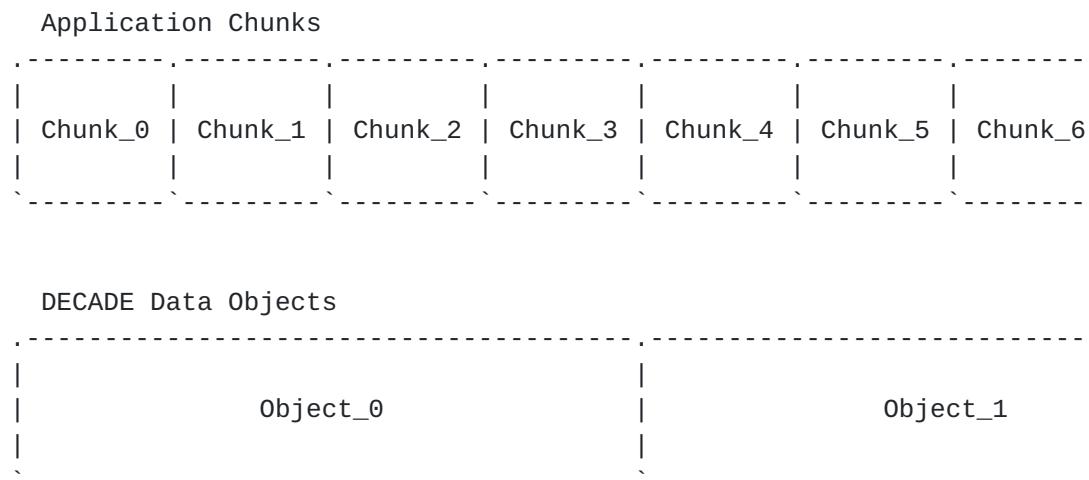 Application Chunks
Chunk_0 | Chunk_1 | Chunk_2 | Chunk_3 | Chunk_4 | Chunk_5 | Chunk_6
DECADE Data Objects
Object_0 | Object_1